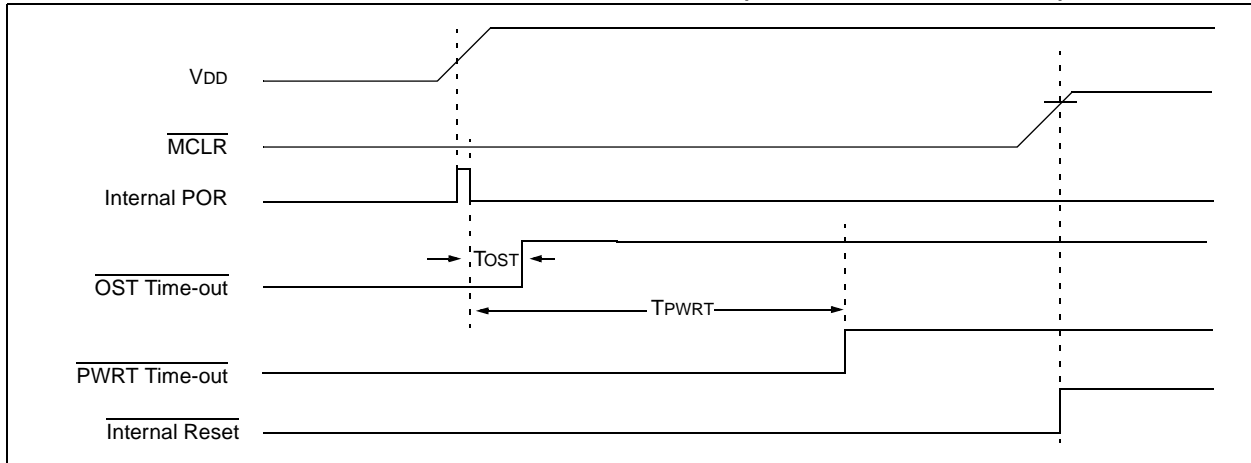 VDD
MCLR
Internal POR
TOST
OST Time-out
TPWRT
PWRT Time-out
Internal Reset